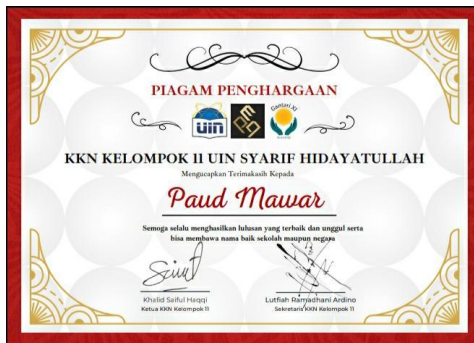 PIAGAM PENGHARGAAN
uin
Gantari XI
KKN KELOMPOK 11 UIN SYARIF HIDAYATULLAH
Mengucapkan Terimakasih Kepada
Paud Mawar
Semoga selalu menghasilkan lulusan yang terbaik dan unggul serta
bisa membawa nama baik sekolah maupun negara
Khalid Saiful Haqqi
Ketua KKN Kelompok 11
Lutfiah Ramadhani Ardino
Sekretaris KKN Kelompok 11